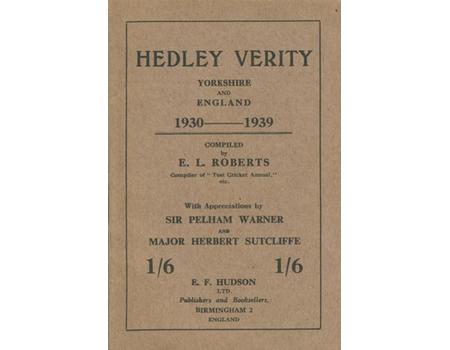 HEDLEY VERITY
YORKSHIRE
AND
ENGLAND
1930——1939
COMPILED
by
E. L. ROBERTS
Compiler of "Test Cricket Annual,"
etc.
With Appreciations by
SIR PELHAM WARNER
AND
MAJOR HERBERT SUTCLIFFE
1/6 1/6
E. F. HUDSON
LTD.
Publishers and Booksellers,
BIRMINGHAM 2
ENGLAND